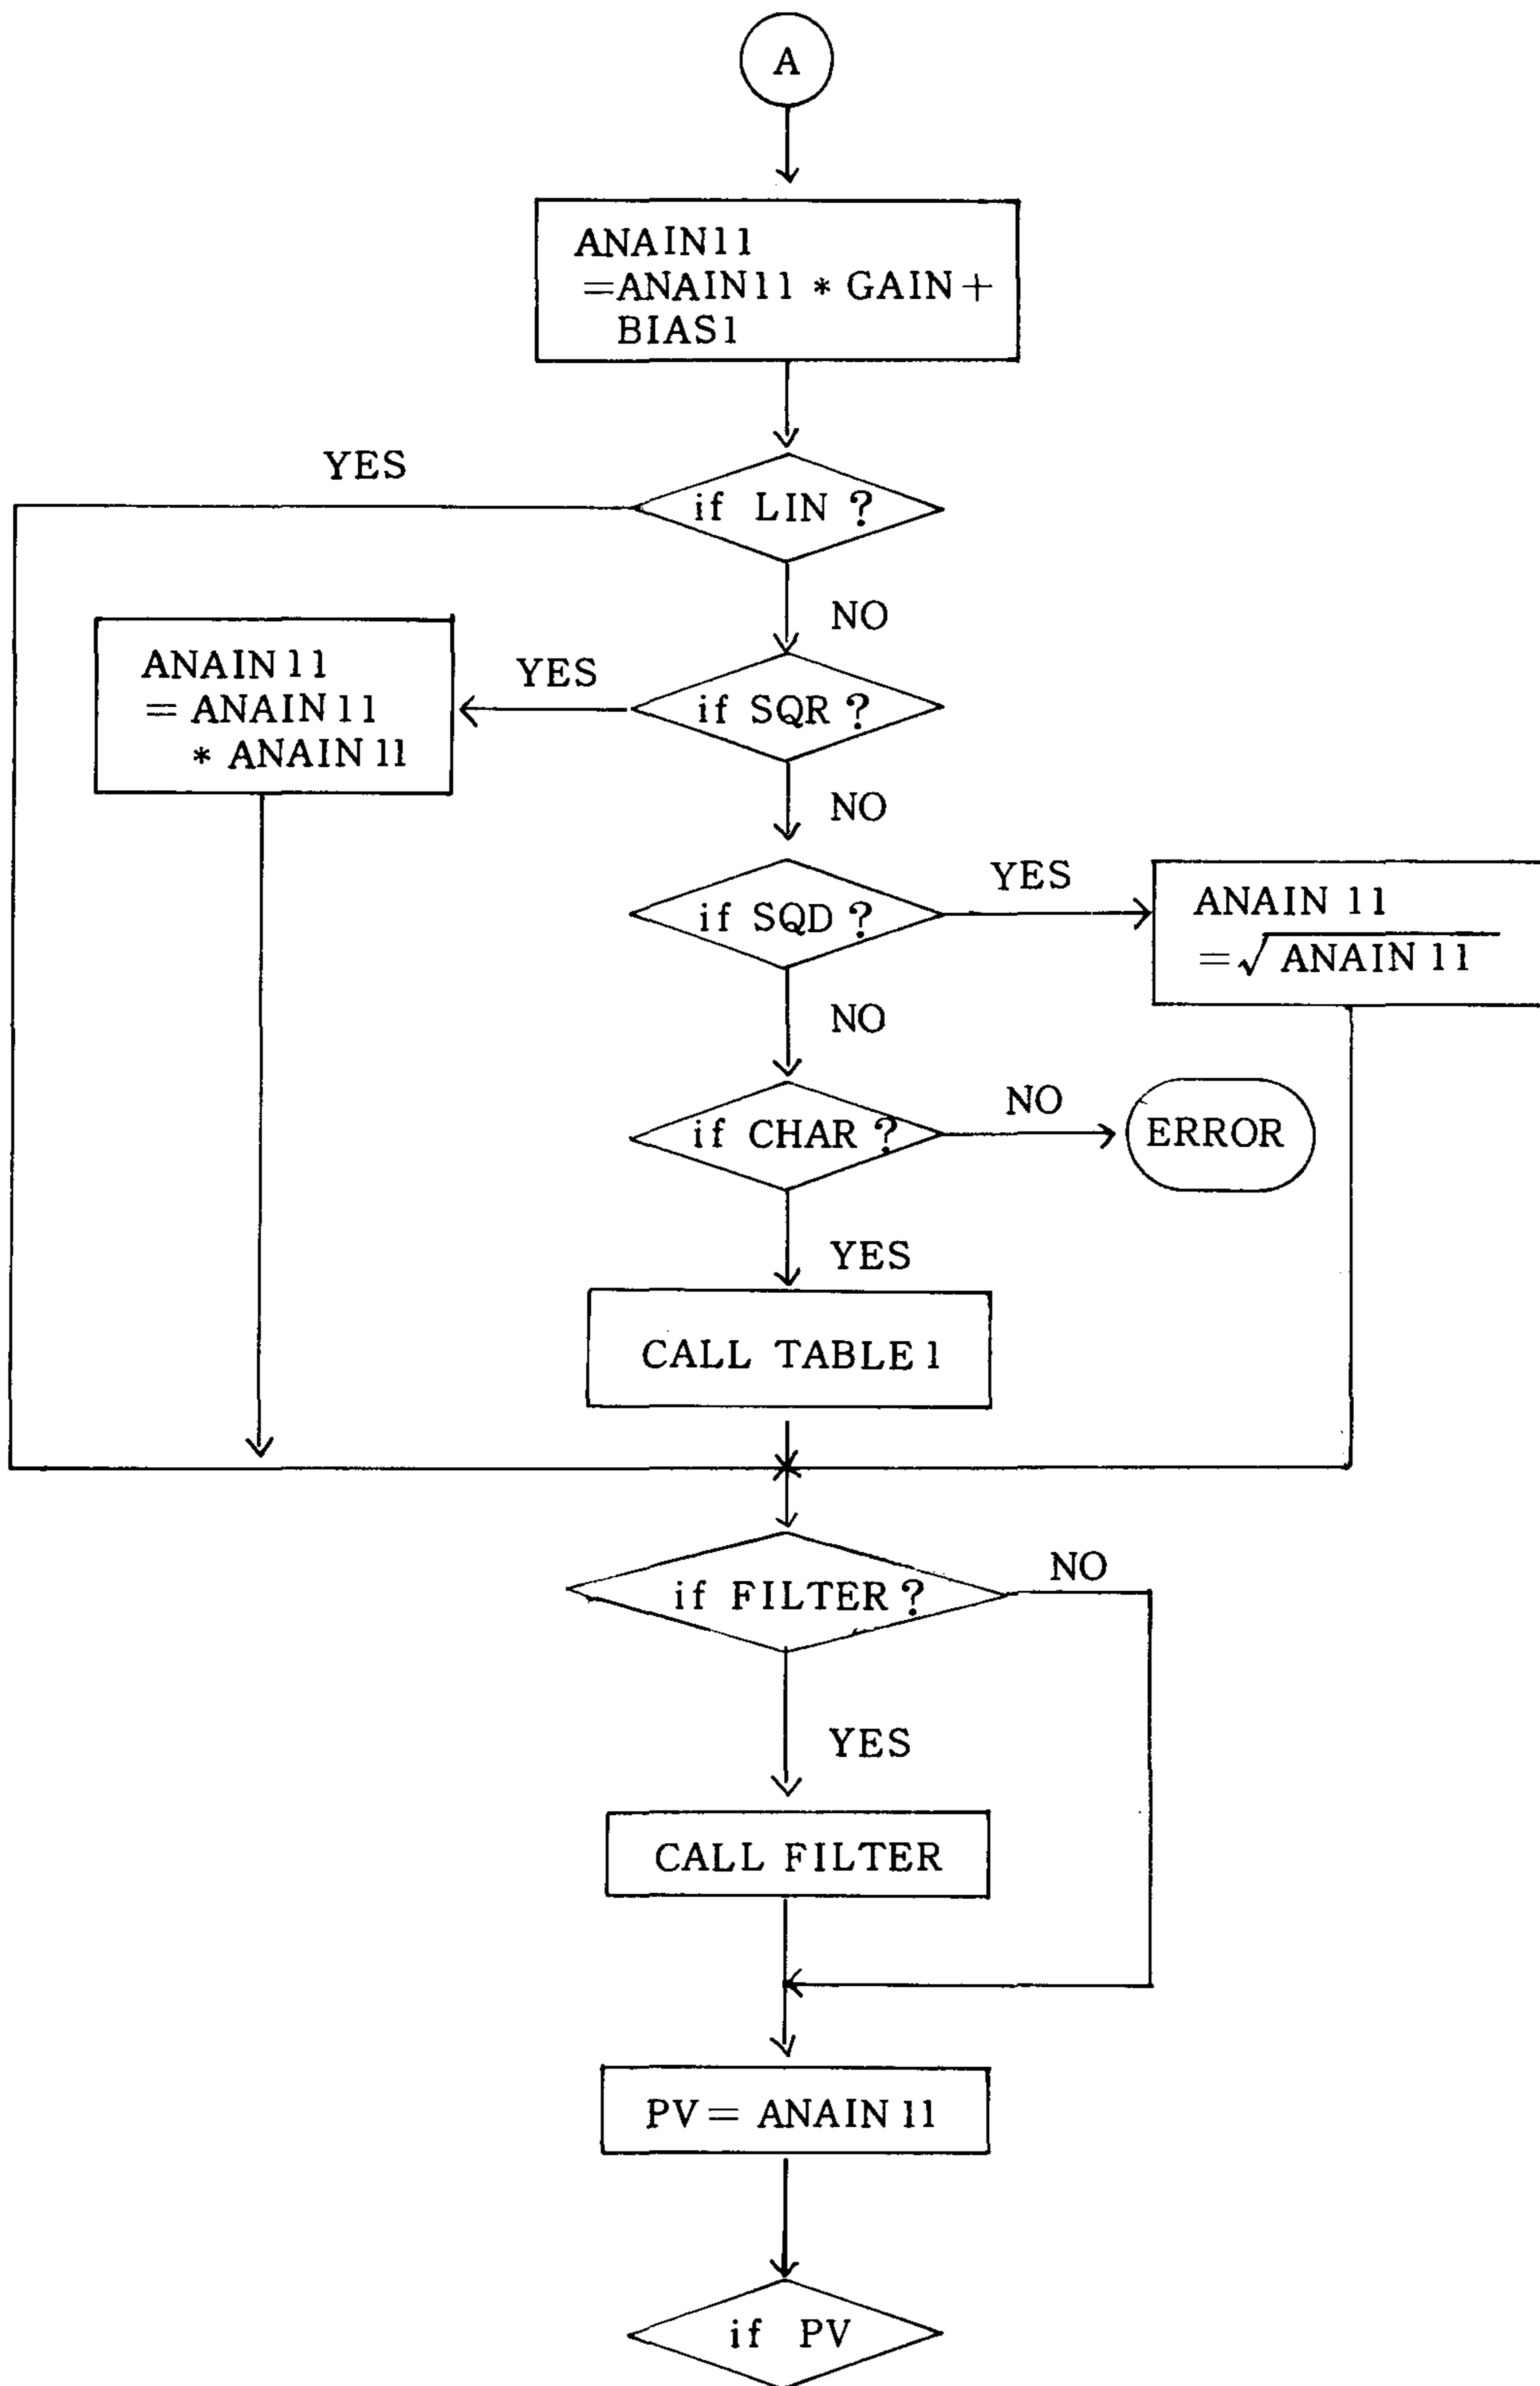 A
ANAIN11
=ANAIN11 * GAIN+
BIAS1
YES
if LIN ?
NO
ANAIN 11
= ANAIN 11
* ANAIN 11
YES
if SQR ?
NO
if SQD ?
YES
ANAIN 11
=√ANAIN 11
NO
if CHAR ?
NO
ERROR
YES
CALL TABLE 1
if FILTER ?
NO
YES
CALL FILTER
PV = ANAIN 11
if PV